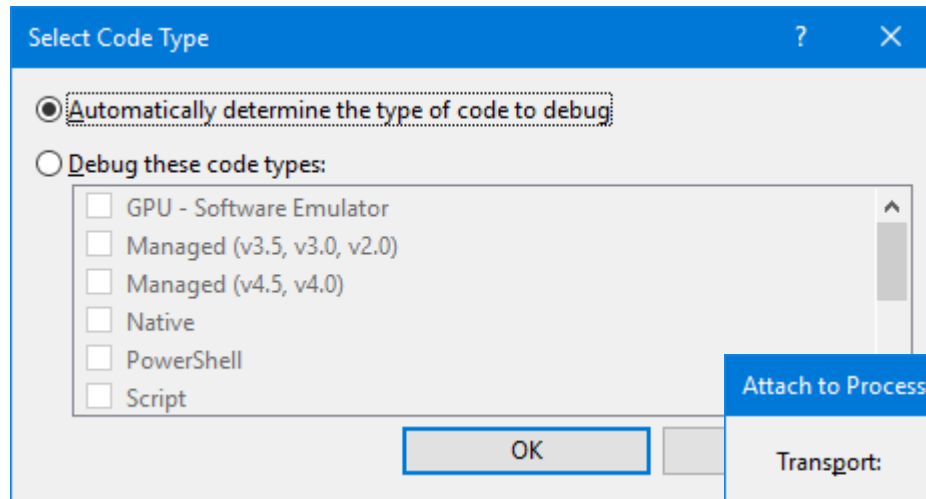 Select Code Type
?
Automatically determine the type of code to debug
Debug these code types:
GPU - Software Emulator
Managed (v3.5, v3.0, v2.0)
Managed (v4.5, v4.0)
Native
PowerShell
Script
OK
Attach to Process
Transport: